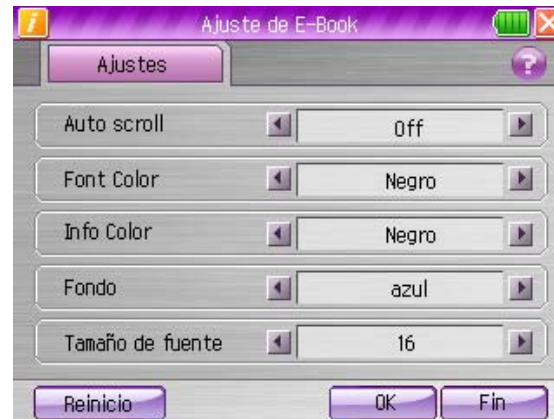 Ajuste de E-Book
Ajustes
?
Auto scroll Off
Font Color Negro
Info Color Negro
Fondo azul
Tamaño de fuente 16
Reinicio OK Fin